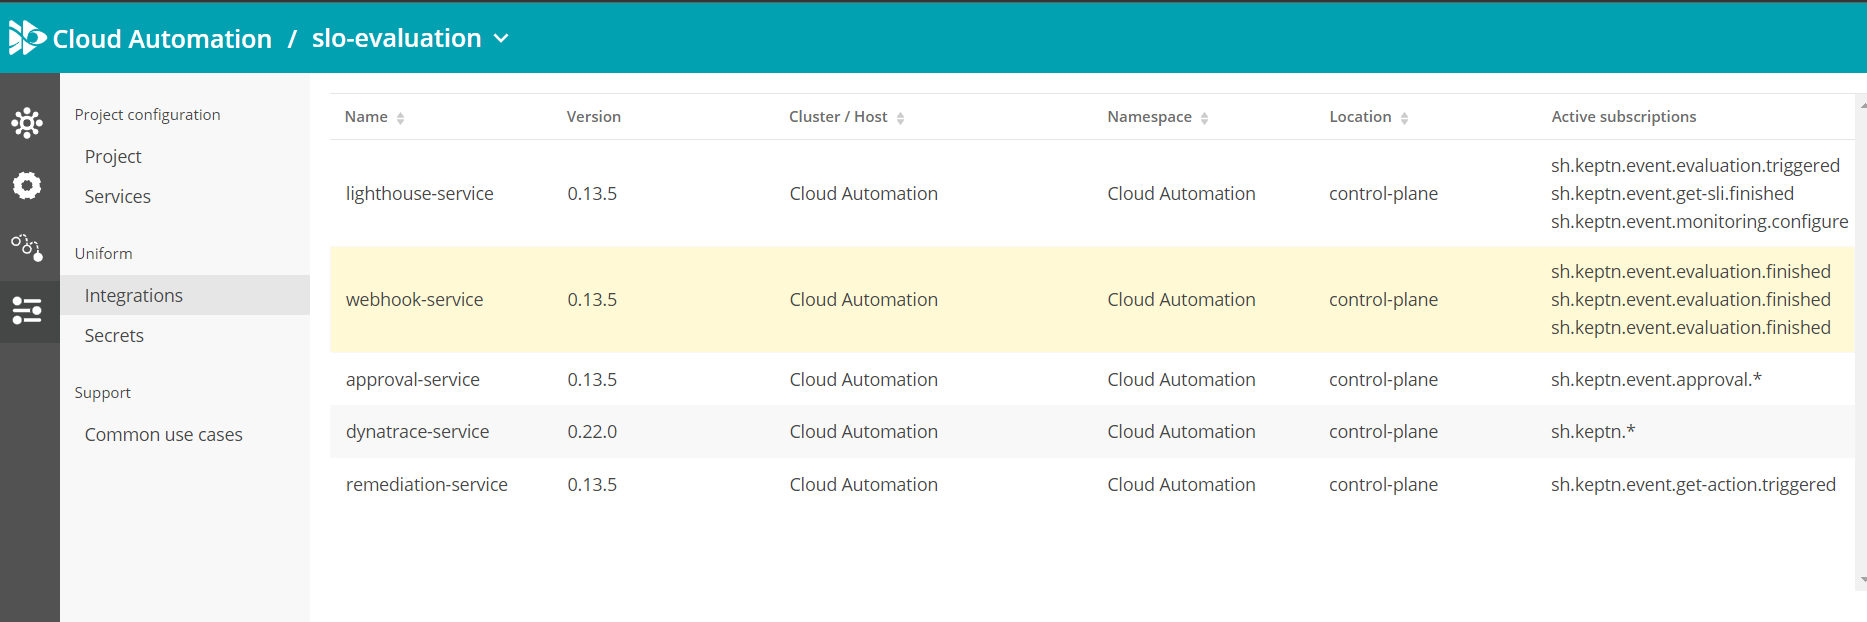 Cloud Automation / slo-evaluation
Project configuration
Project
Services
Uniform
Integrations
Secrets
Support
Common use cases
Name Version Cluster / Host Namespace Location Active subscriptions
lighthouse-service 0.13.5 Cloud Automation Cloud Automation control-plane sh.keptn.event.evaluation.triggered
sh.keptn.event.get-sli.finished
sh.keptn.event.monitoring.configure
webhook-service 0.13.5 Cloud Automation Cloud Automation control-plane sh.keptn.event.evaluation.finished
sh.keptn.event.evaluation.finished
sh.keptn.event.evaluation.finished
approval-service 0.13.5 Cloud Automation Cloud Automation control-plane sh.keptn.event.approval.*
dynatrace-service 0.22.0 Cloud Automation Cloud Automation control-plane sh.keptn.*
remediation-service 0.13.5 Cloud Automation Cloud Automation control-plane sh.keptn.event.get-action.triggered